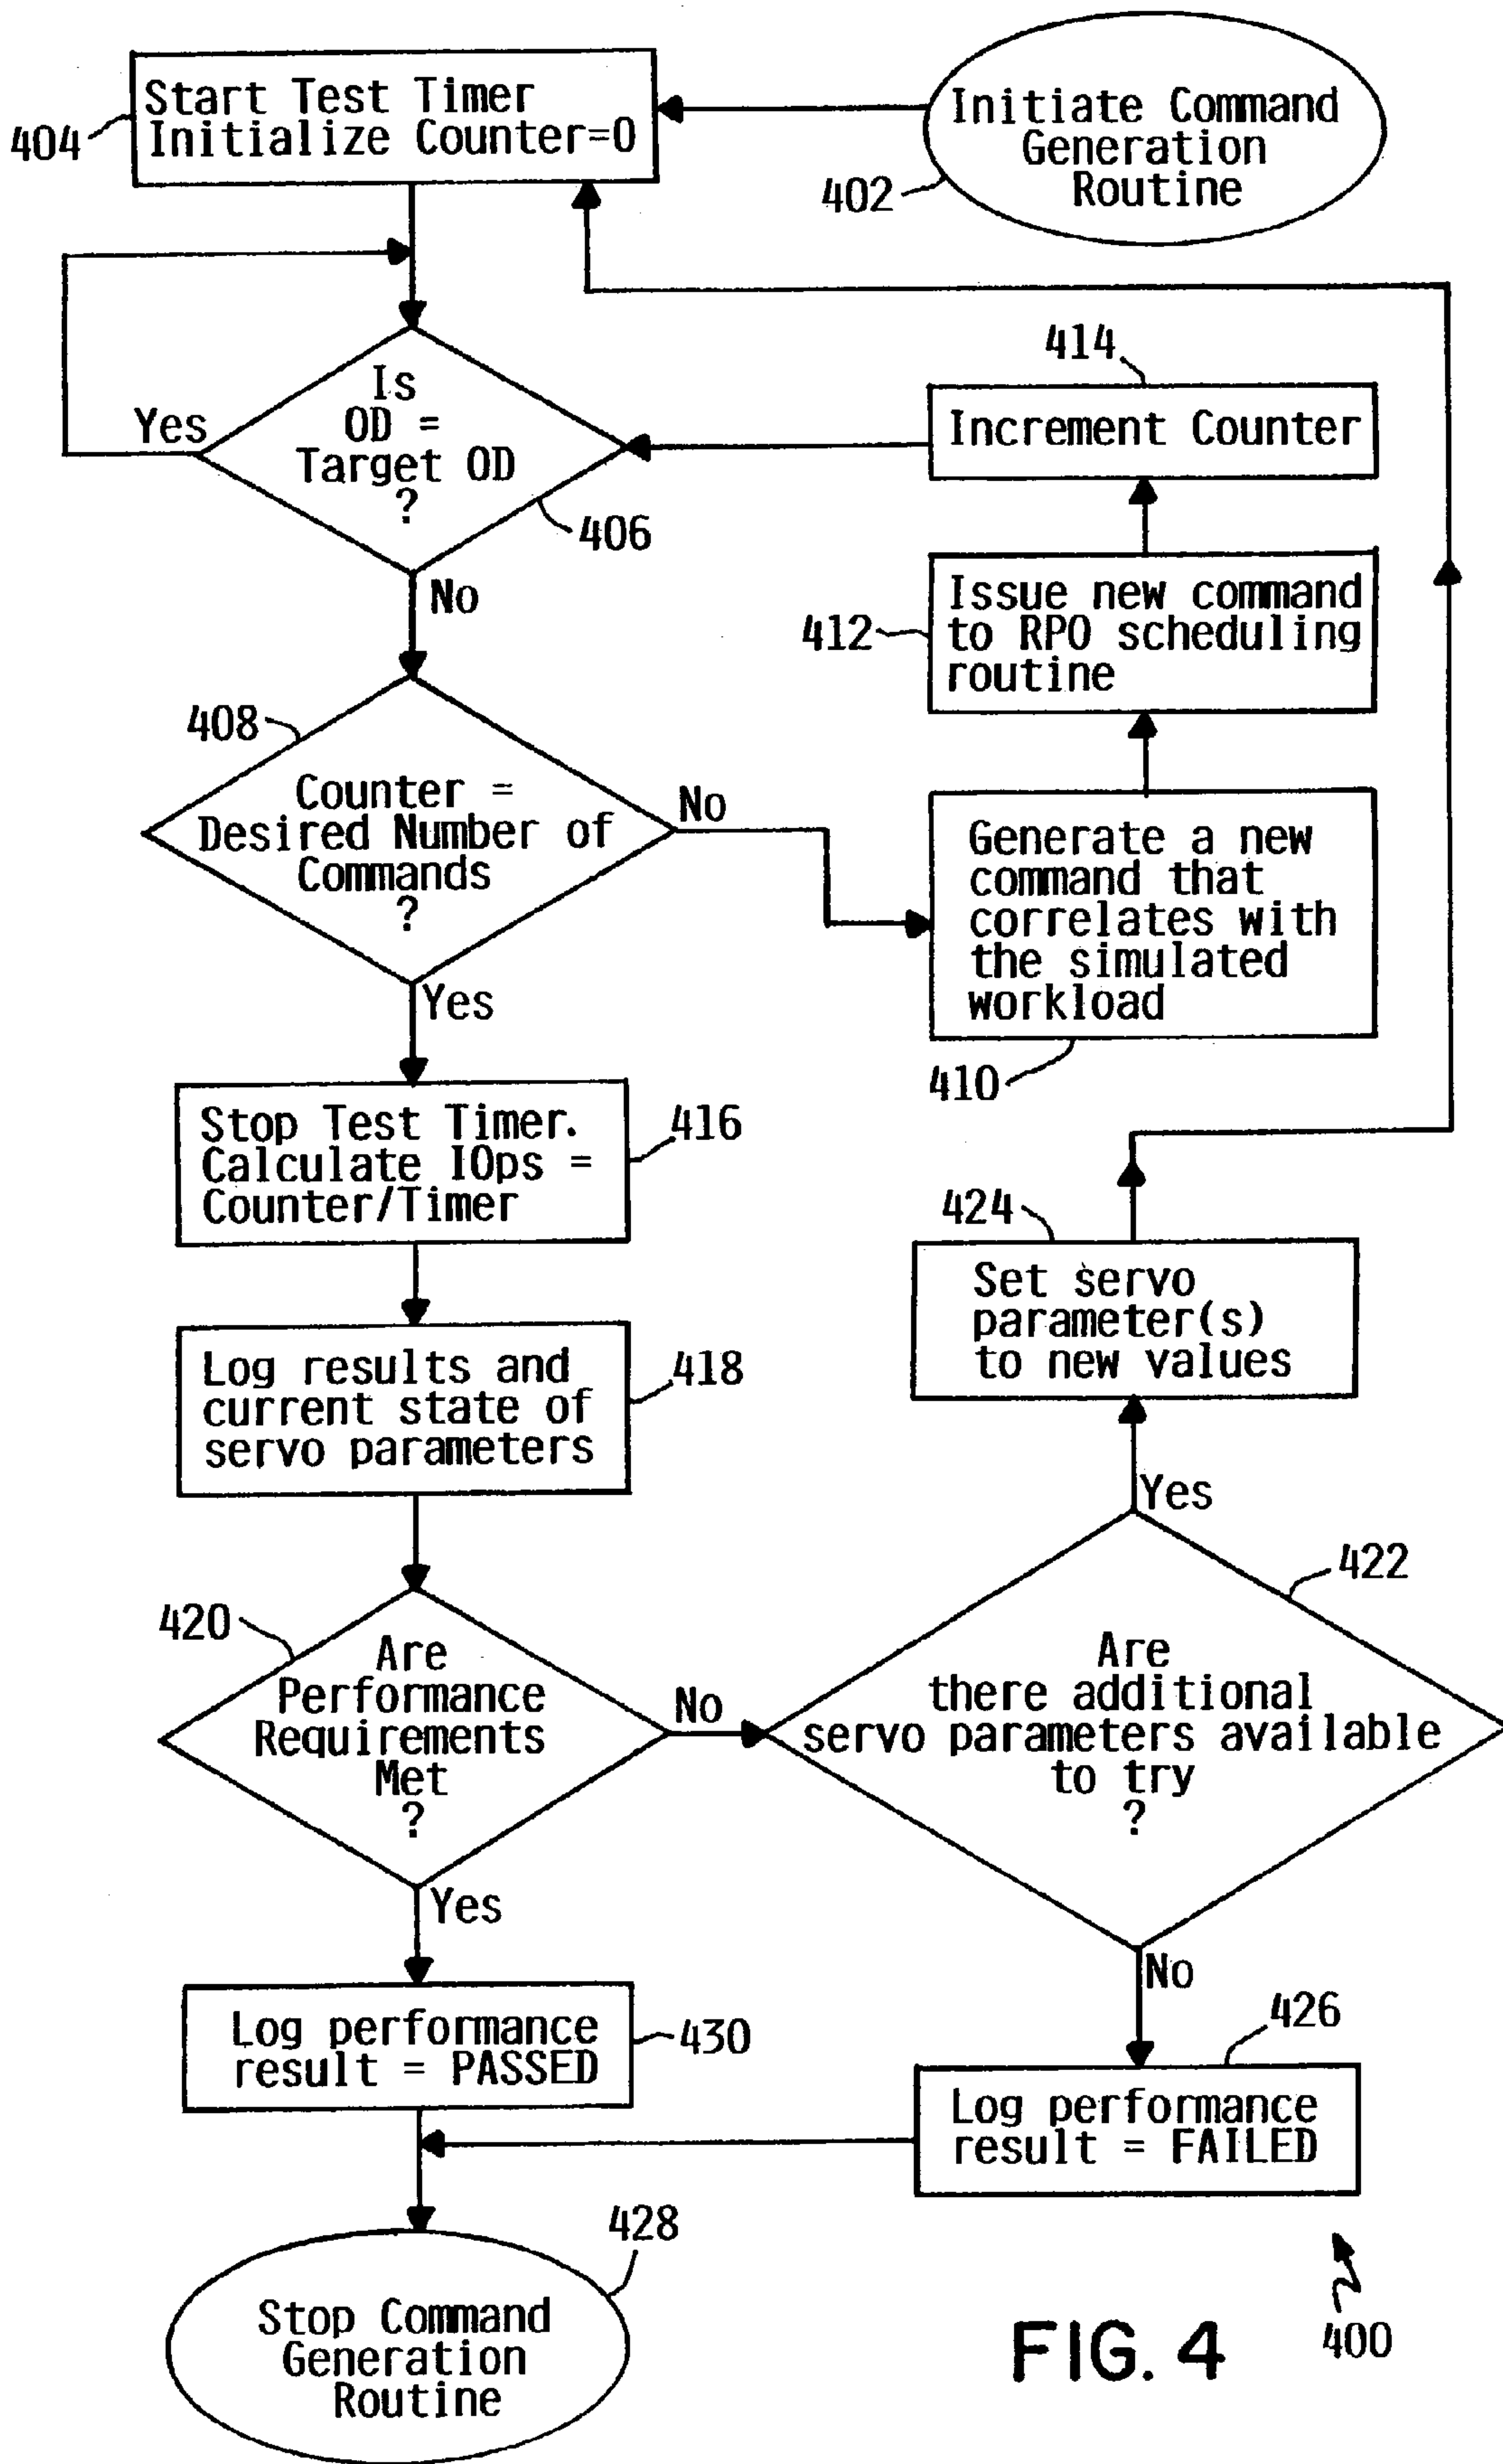 Start Test Timer
Initialize Counter=0
404
Initiate Command
Generation
Routine
402
Is
OD =
Target OD
?
Yes
406
No
414
Increment Counter
412
Issue new command
to RPO scheduling
routine
408
Counter =
Desired Number of
Commands
?
No
Yes
Generate a new
command that
correlates with
the simulated
workload
410
Stop Test Timer.
Calculate IOps =
Counter/Timer
416
424
Set servo
parameter(s)
to new values
Log results and
current state of
servo parameters
418
Yes
420
Are
Performance
Requirements
Met
?
No
422
Are
there additional
servo parameters available
to try
?
Yes
No
Log performance
result = PASSED
430
426
Log performance
result = FAILED
428
Stop Command
Generation
Routine
FIG. 4
400